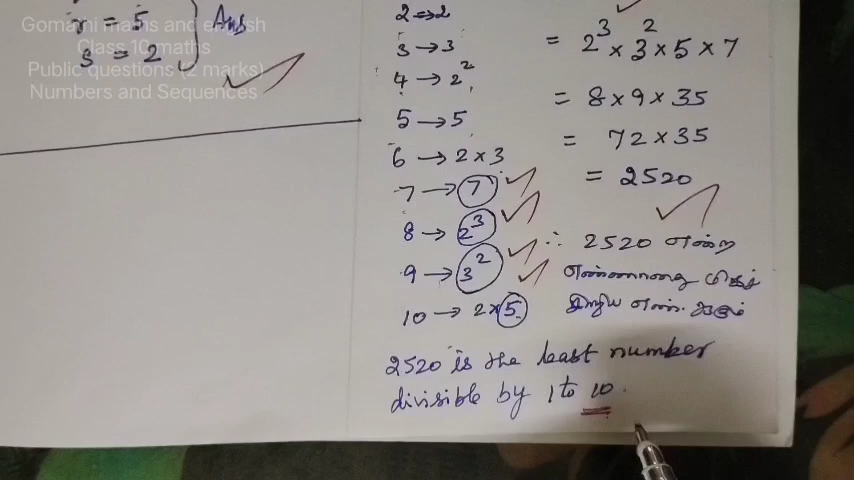 r = 5
s = 2
Ans
Gomathi maths and english
Class 10 maths
Public questions (2 marks)
Numbers and Sequences
2 ⇒ 2
3 → 3
4 → 2²
5 → 5
6 → 2 × 3
7 → 7
8 → 2³
9 → 3²
10 → 2 × 5
= 2³ × 3² × 5 × 7
= 8 × 9 × 35
= 72 × 35
= 2520
∴ 2520 என்ற
சிறிய எண்
2520 is the least number
divisible by 1 to 10.